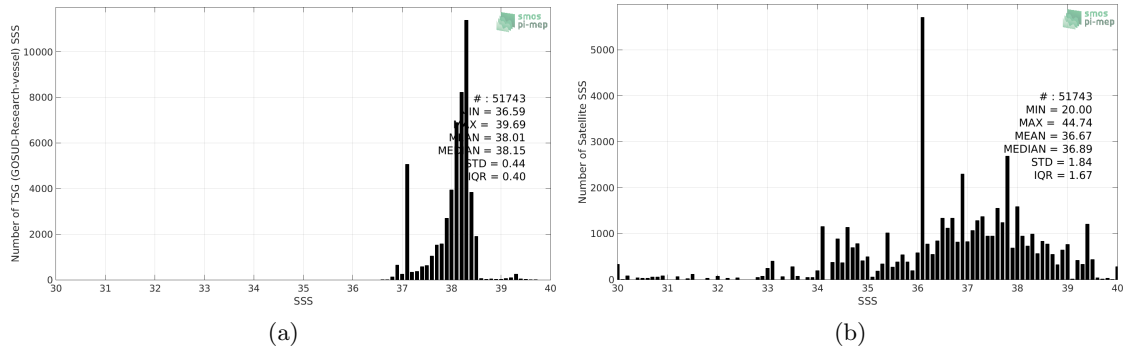 smos
pi-mep
Number of TSG (GOSUD-Research-vessel) SSS
10000
8000
6000
4000
2000
0
# : 51743
MIN = 36.59
MAX = 39.69
MEAN = 38.01
MEDIAN = 38.15
STD = 0.44
IQR = 0.40
30 31 32 33 34 35 36 37 38 39 40
SSS
(a)
smos
pi-mep
Number of Satellite SSS
5000
4000
3000
2000
1000
0
# : 51743
MIN = 20.00
MAX = 44.74
MEAN = 36.67
MEDIAN = 36.89
STD = 1.84
IQR = 1.67
30 31 32 33 34 35 36 37 38 39 40
SSS
(b)